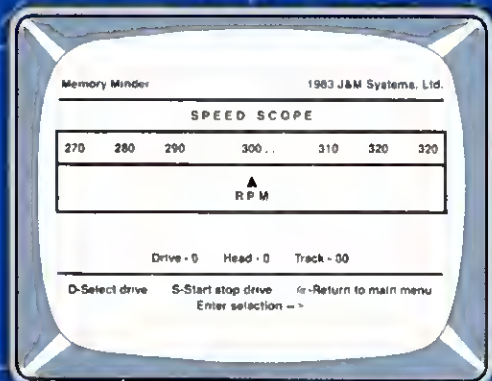 Memory Minder 1983 J&M Systems, Ltd.
SPEED SCOPE
270 280 290 300 . . 310 320 320
RPM
Drive - 0 Head - 0 Track - 00
D-Select drive S-Start stop drive -Return to main menu
Enter selection -- >